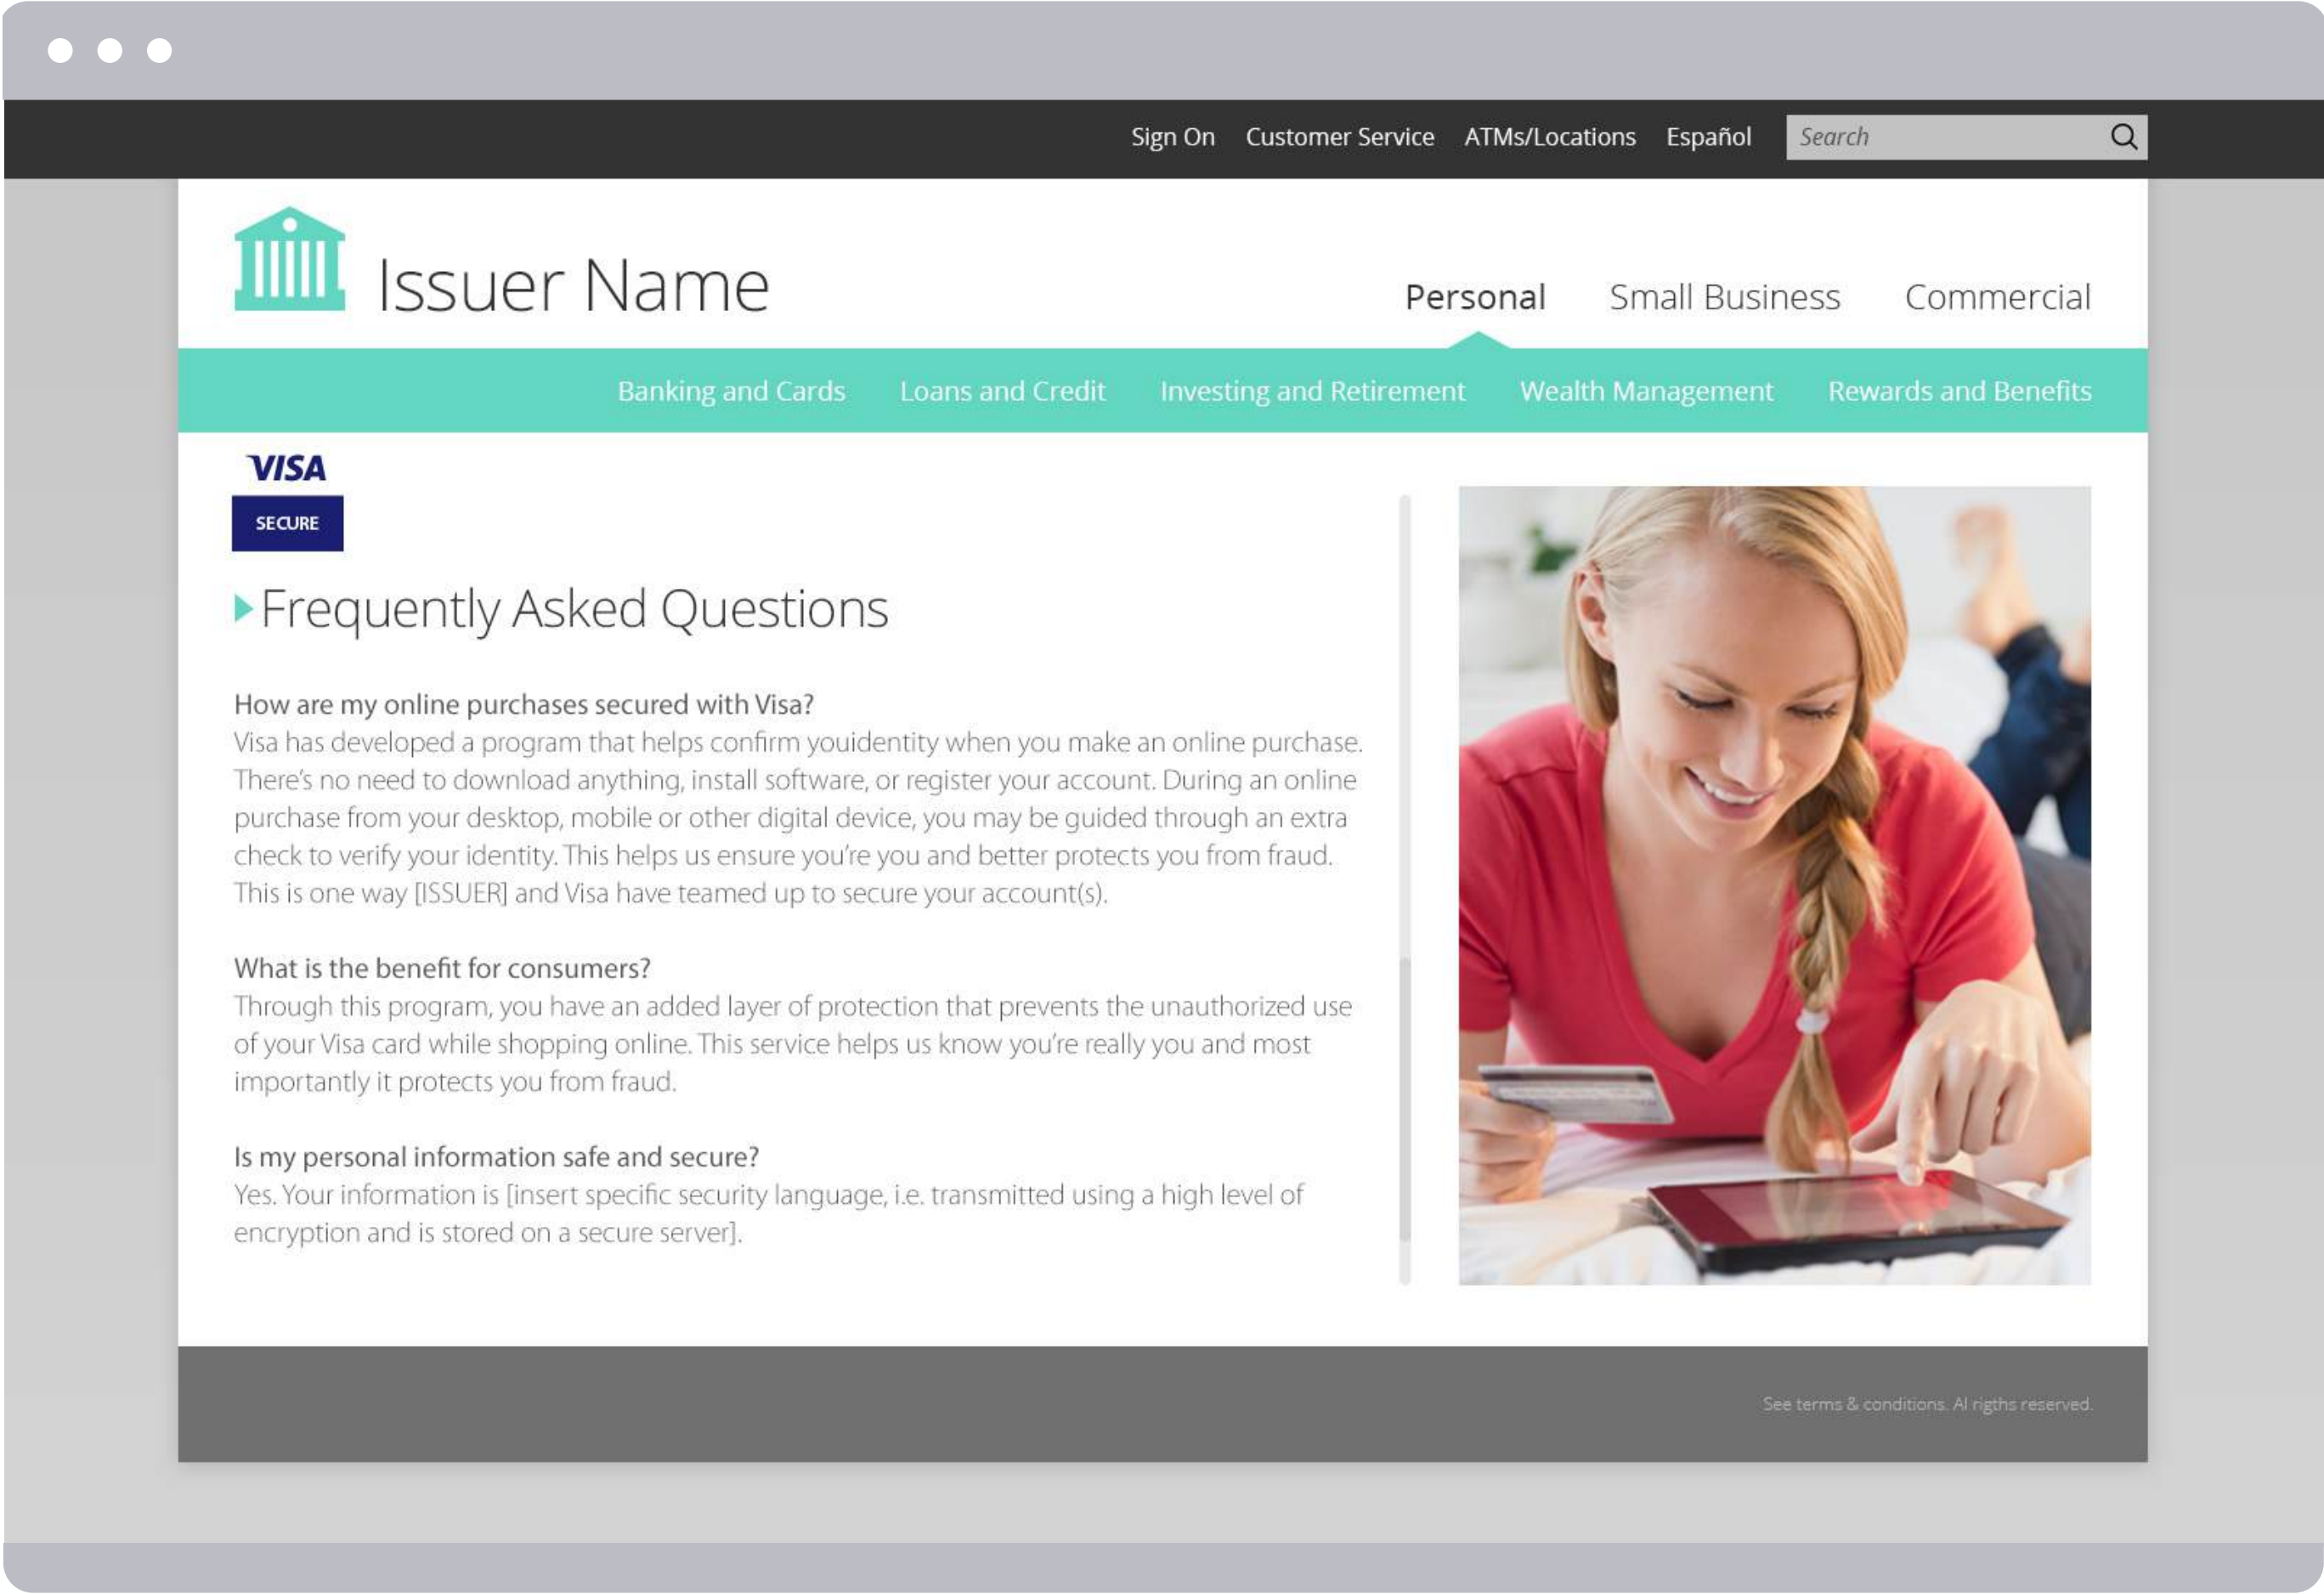 Sign On Customer Service ATMs/Locations Español Search
Issuer Name
Personal Small Business Commercial
Banking and Cards Loans and Credit Investing and Retirement Wealth Management Rewards and Benefits
VISA
SECURE
Frequently Asked Questions
How are my online purchases secured with Visa?
Visa has developed a program that helps confirm youidentity when you make an online purchase.
There's no need to download anything, install software, or register your account. During an online
purchase from your desktop, mobile or other digital device, you may be guided through an extra
check to verify your identity. This helps us ensure you're you and better protects you from fraud.
This is one way [ISSUER] and Visa have teamed up to secure your account(s).
What is the benefit for consumers?
Through this program, you have an added layer of protection that prevents the unauthorized use
of your Visa card while shopping online. This service helps us know you're really you and most
importantly it protects you from fraud.
Is my personal information safe and secure?
Yes. Your information is [insert specific security language, i.e. transmitted using a high level of
encryption and is stored on a secure server].
See terms & conditions. Al rigths reserved.